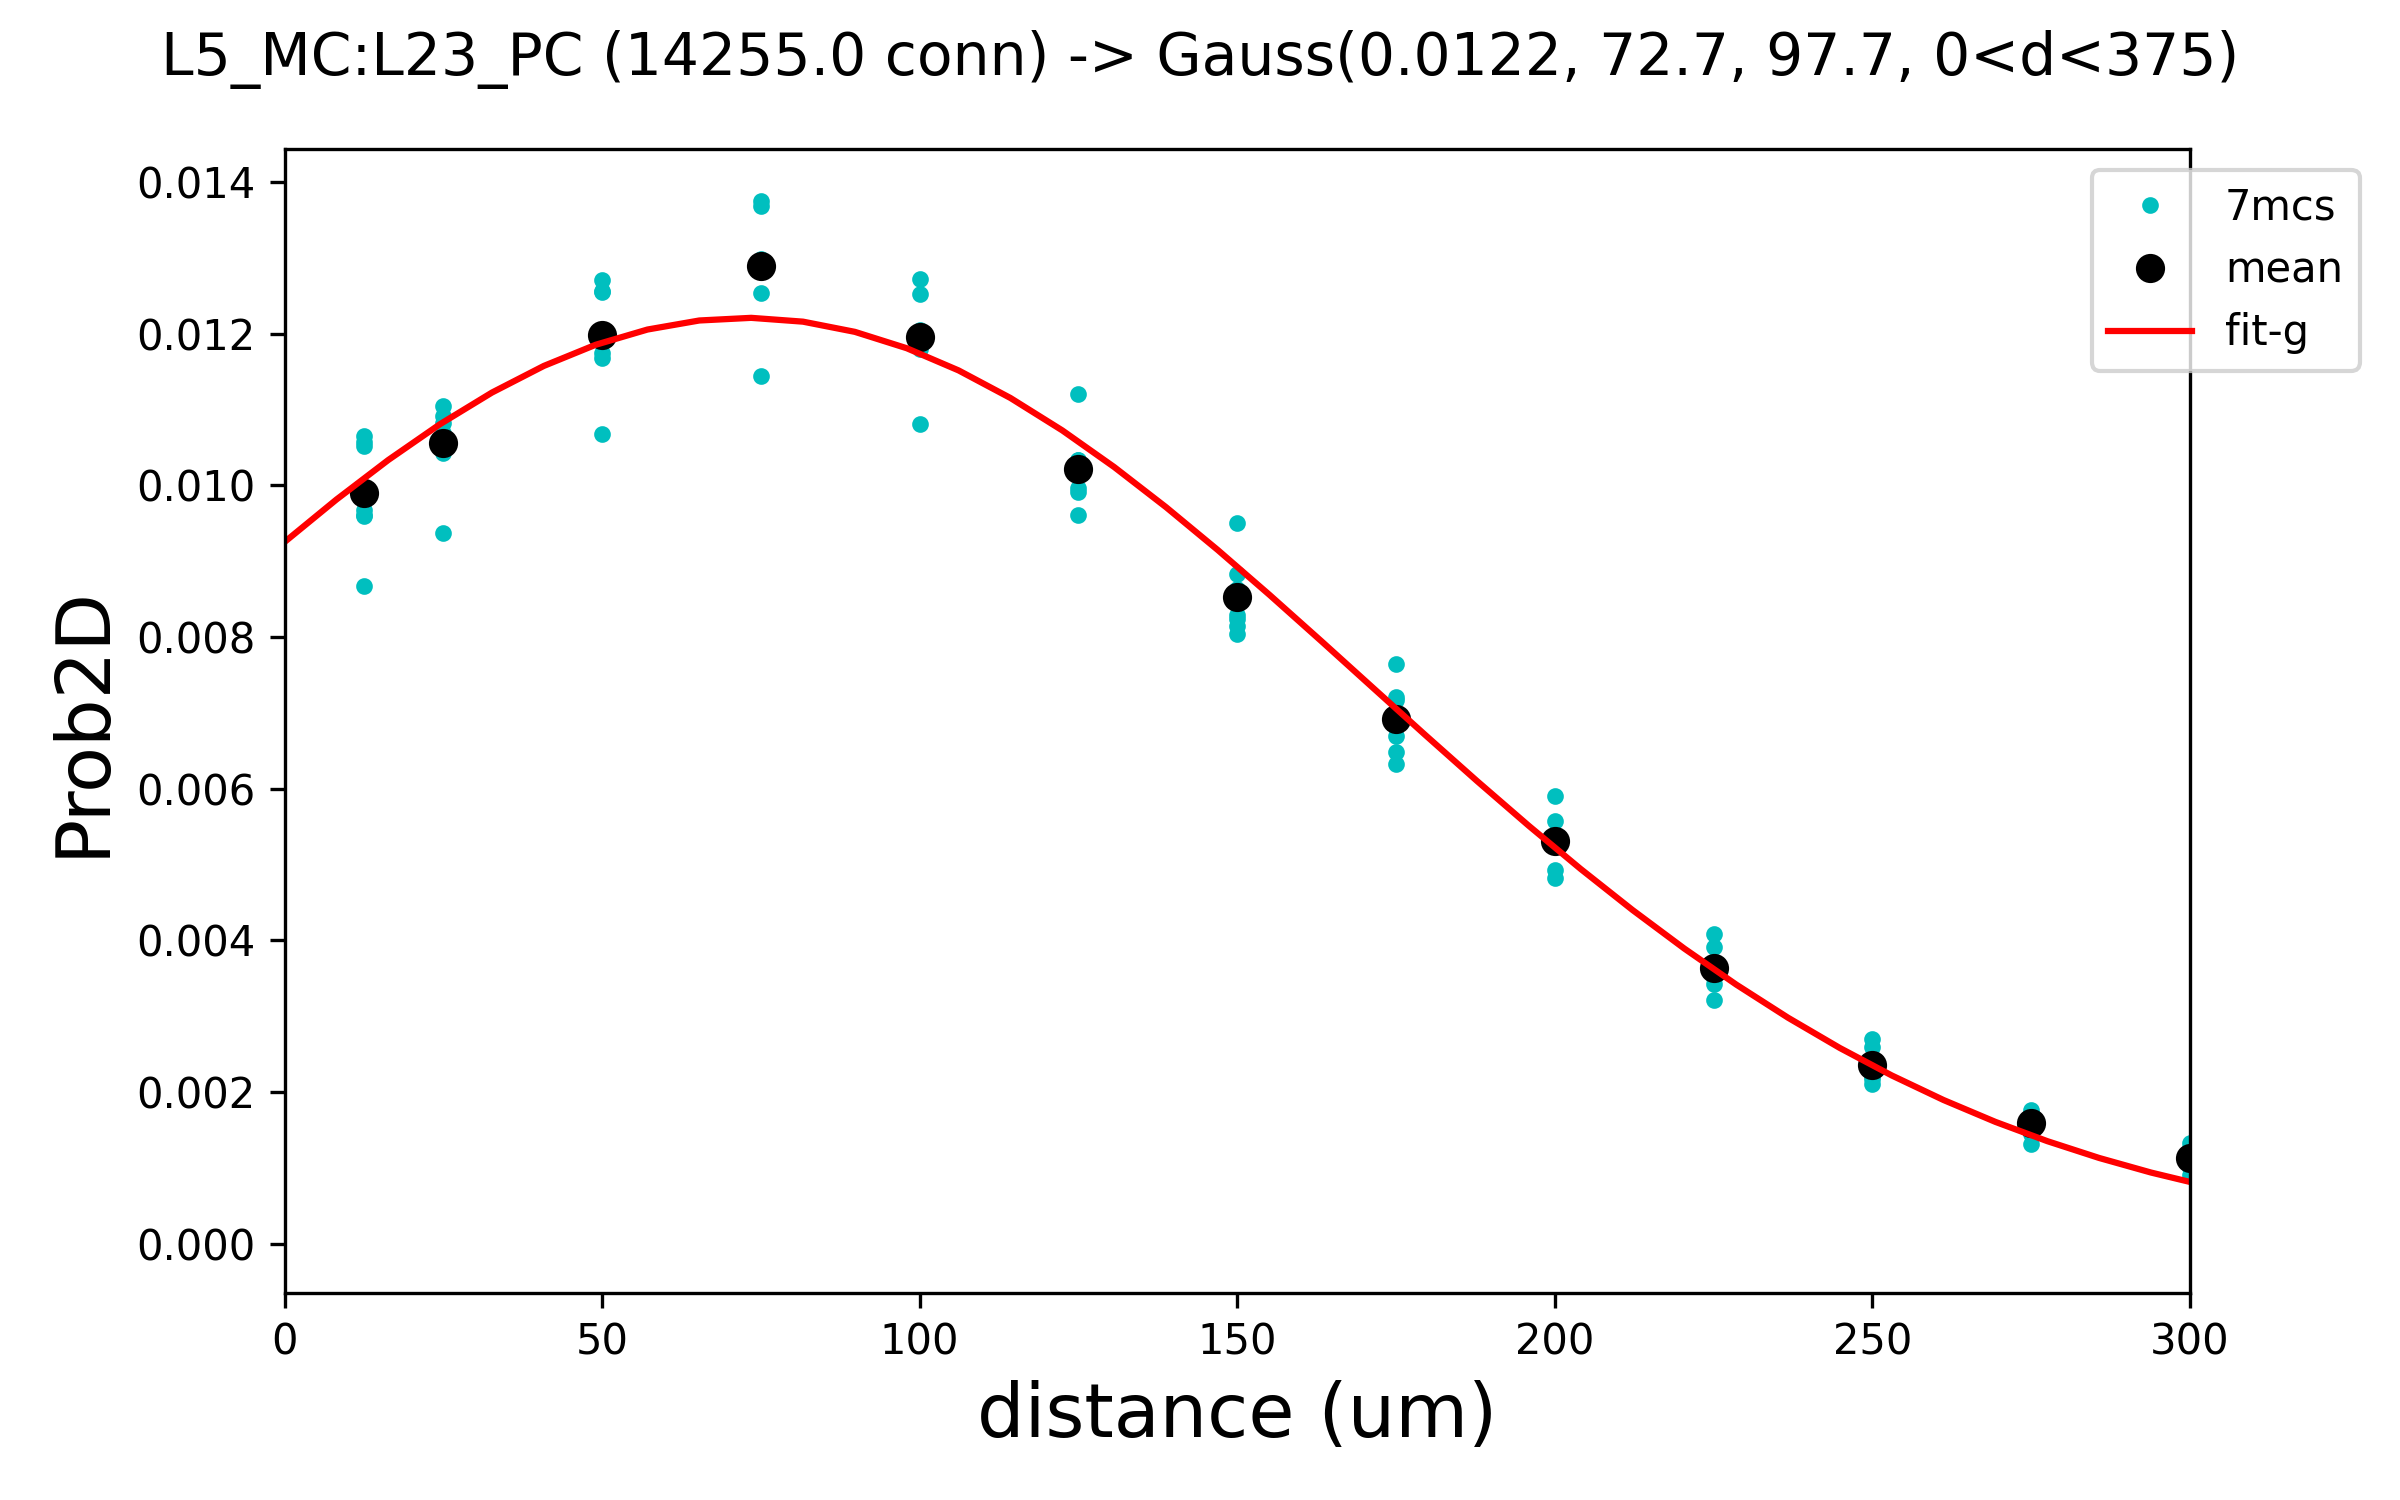 L5_MC:L23_PC (14255.0 conn) -> Gauss(0.0122, 72.7, 97.7, 0<d<375)
0.014
0.012
0.010
0.008
0.006
0.004
0.002
0.000
Prob2D
7mcs
mean
fit-g
0 50 100 150 200 250 300
distance (um)